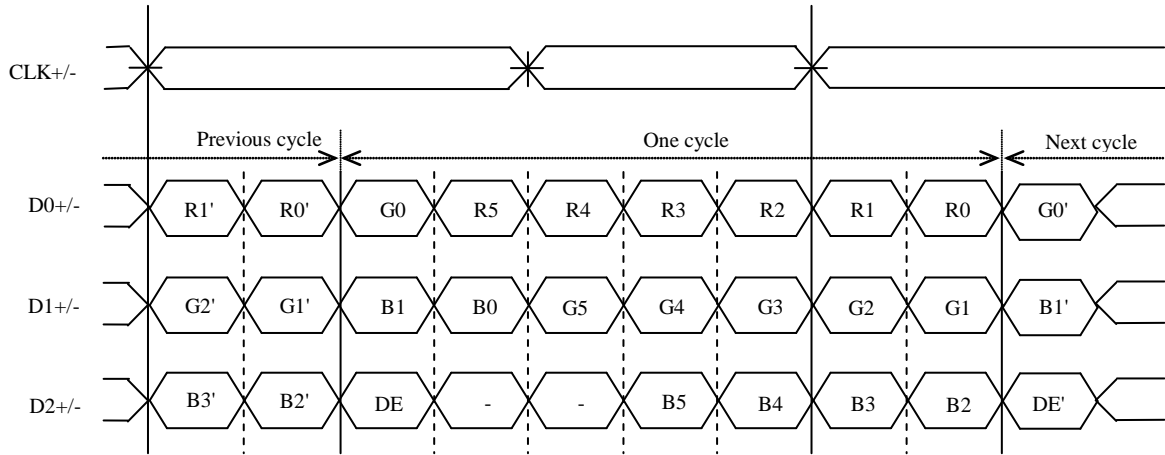 CLK+/-
Previous cycle One cycle Next cycle
D0+/- R1' R0' G0 R5 R4 R3 R2 R1 R0 G0'
D1+/- G2' G1' B1 B0 G5 G4 G3 G2 G1 B1'
D2+/- B3' B2' DE - - B5 B4 B3 B2 DE'